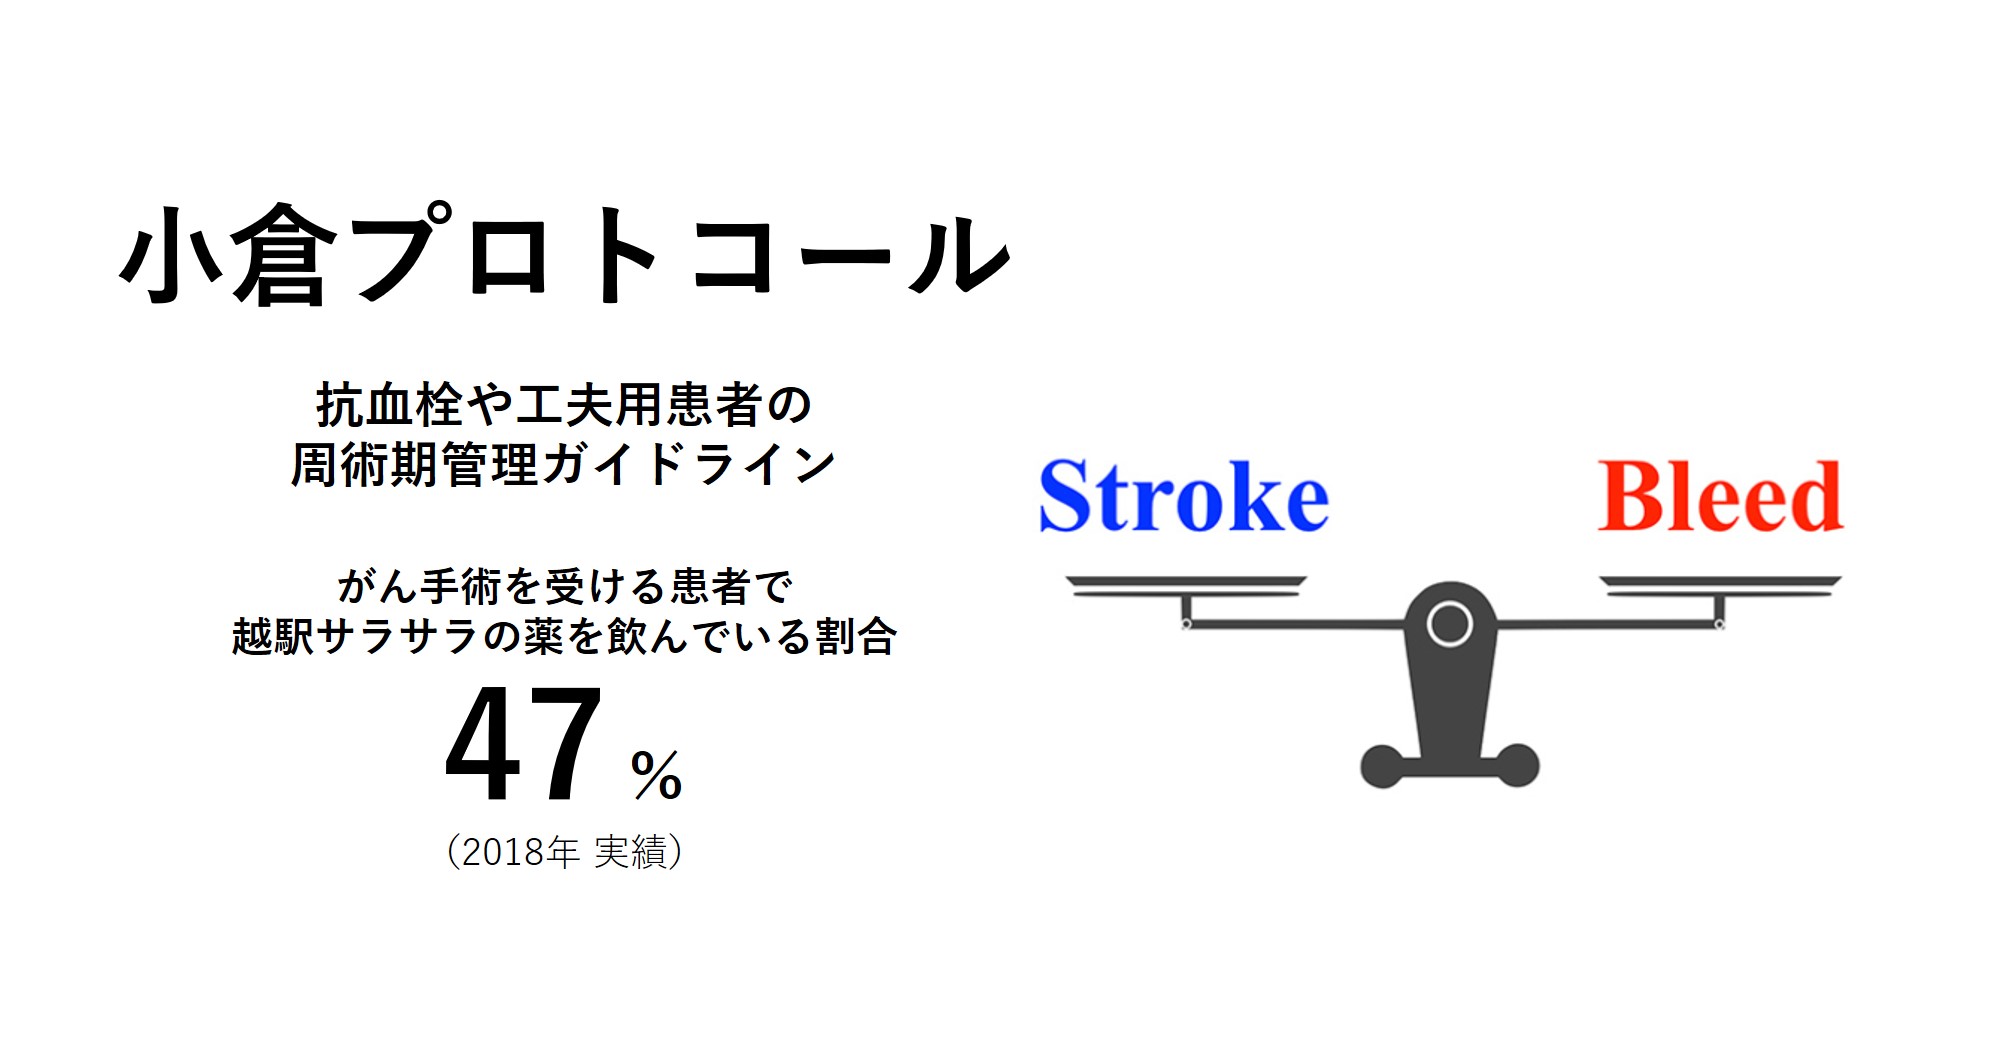 小倉プロトコール
抗血栓や工夫用患者の
周術期管理ガイドライン
がん手術を受ける患者で
越駅サラサラの薬を飲んでいる割合
47 %
（2018年 実績）
Stroke
Bleed